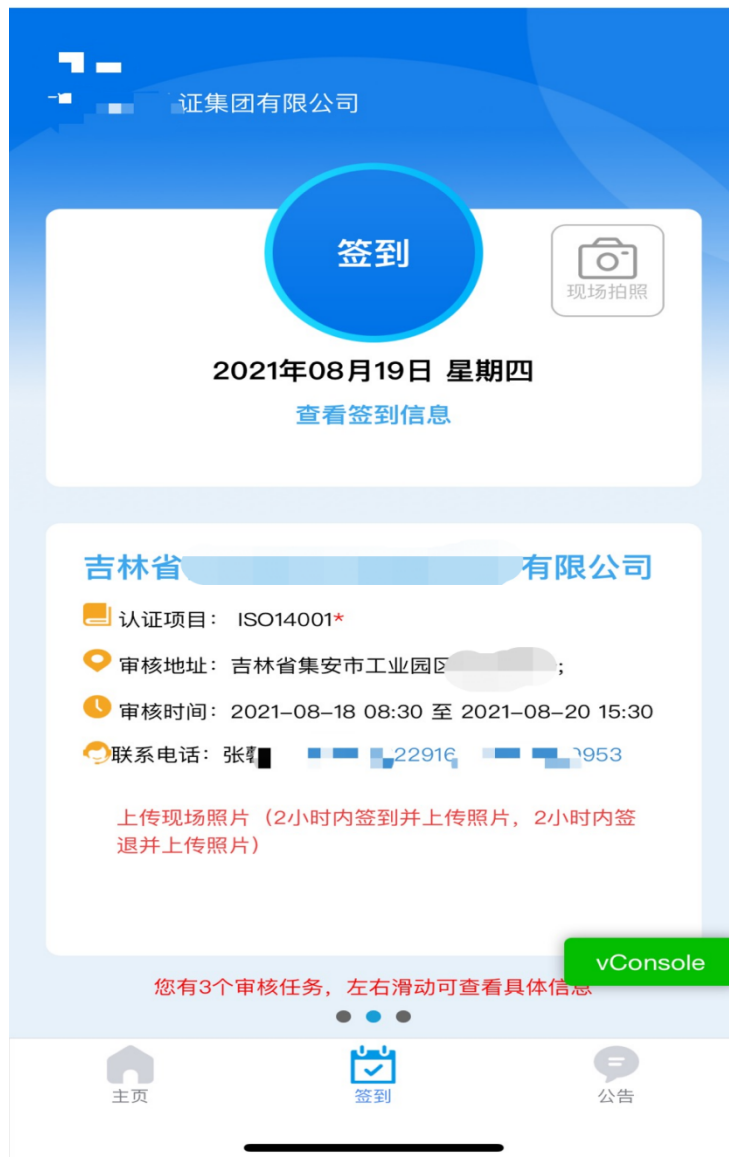 证集团有限公司
签到
现场拍照
2021年08月19日 星期四
查看签到信息
吉林省 有限公司
认证项目： ISO14001*
审核地址：吉林省集安市工业园区 ;
审核时间：2021-08-18 08:30 至 2021-08-20 15:30
联系电话：张 22916 0953
上传现场照片（2小时内签到并上传照片，2小时内签
退并上传照片）
vConsole
您有3个审核任务，左右滑动可查看具体信息
主页
签到
公告